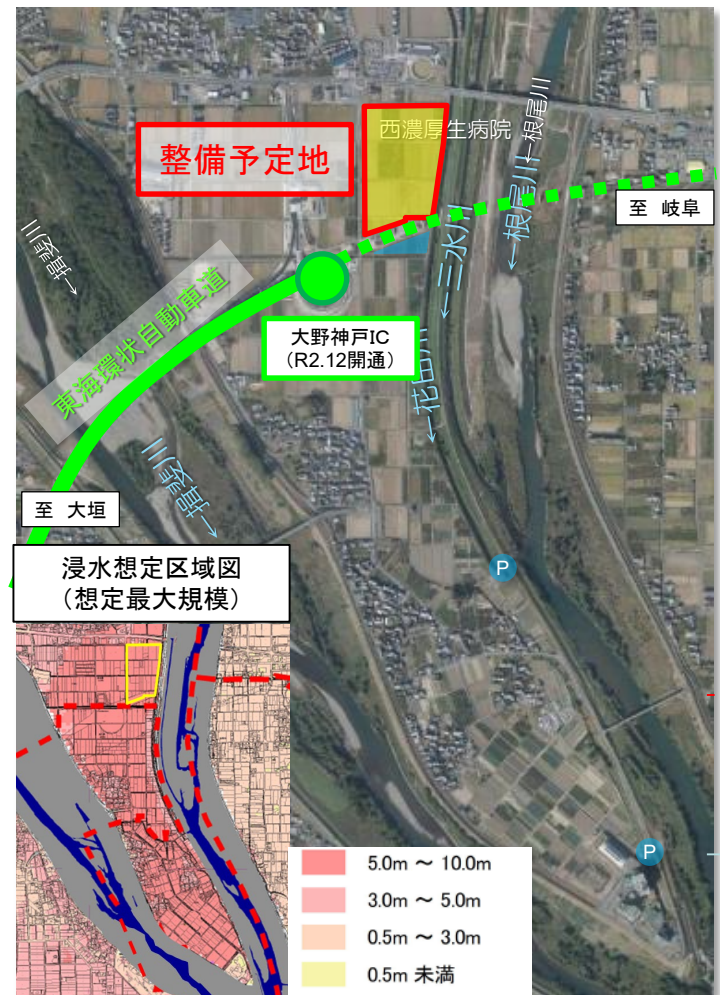 西濃厚生病院
整備予定地
←根尾川
←根尾川
至 岐阜
←三水川
←揖斐川
東海環状自動車道
大野神戸IC
(R2.12開通)
←花田川
←揖斐川
至 大垣
浸水想定区域図
(想定最大規模)
P
P
5.0m ~ 10.0m
3.0m ~ 5.0m
0.5m ~ 3.0m
0.5m 未満